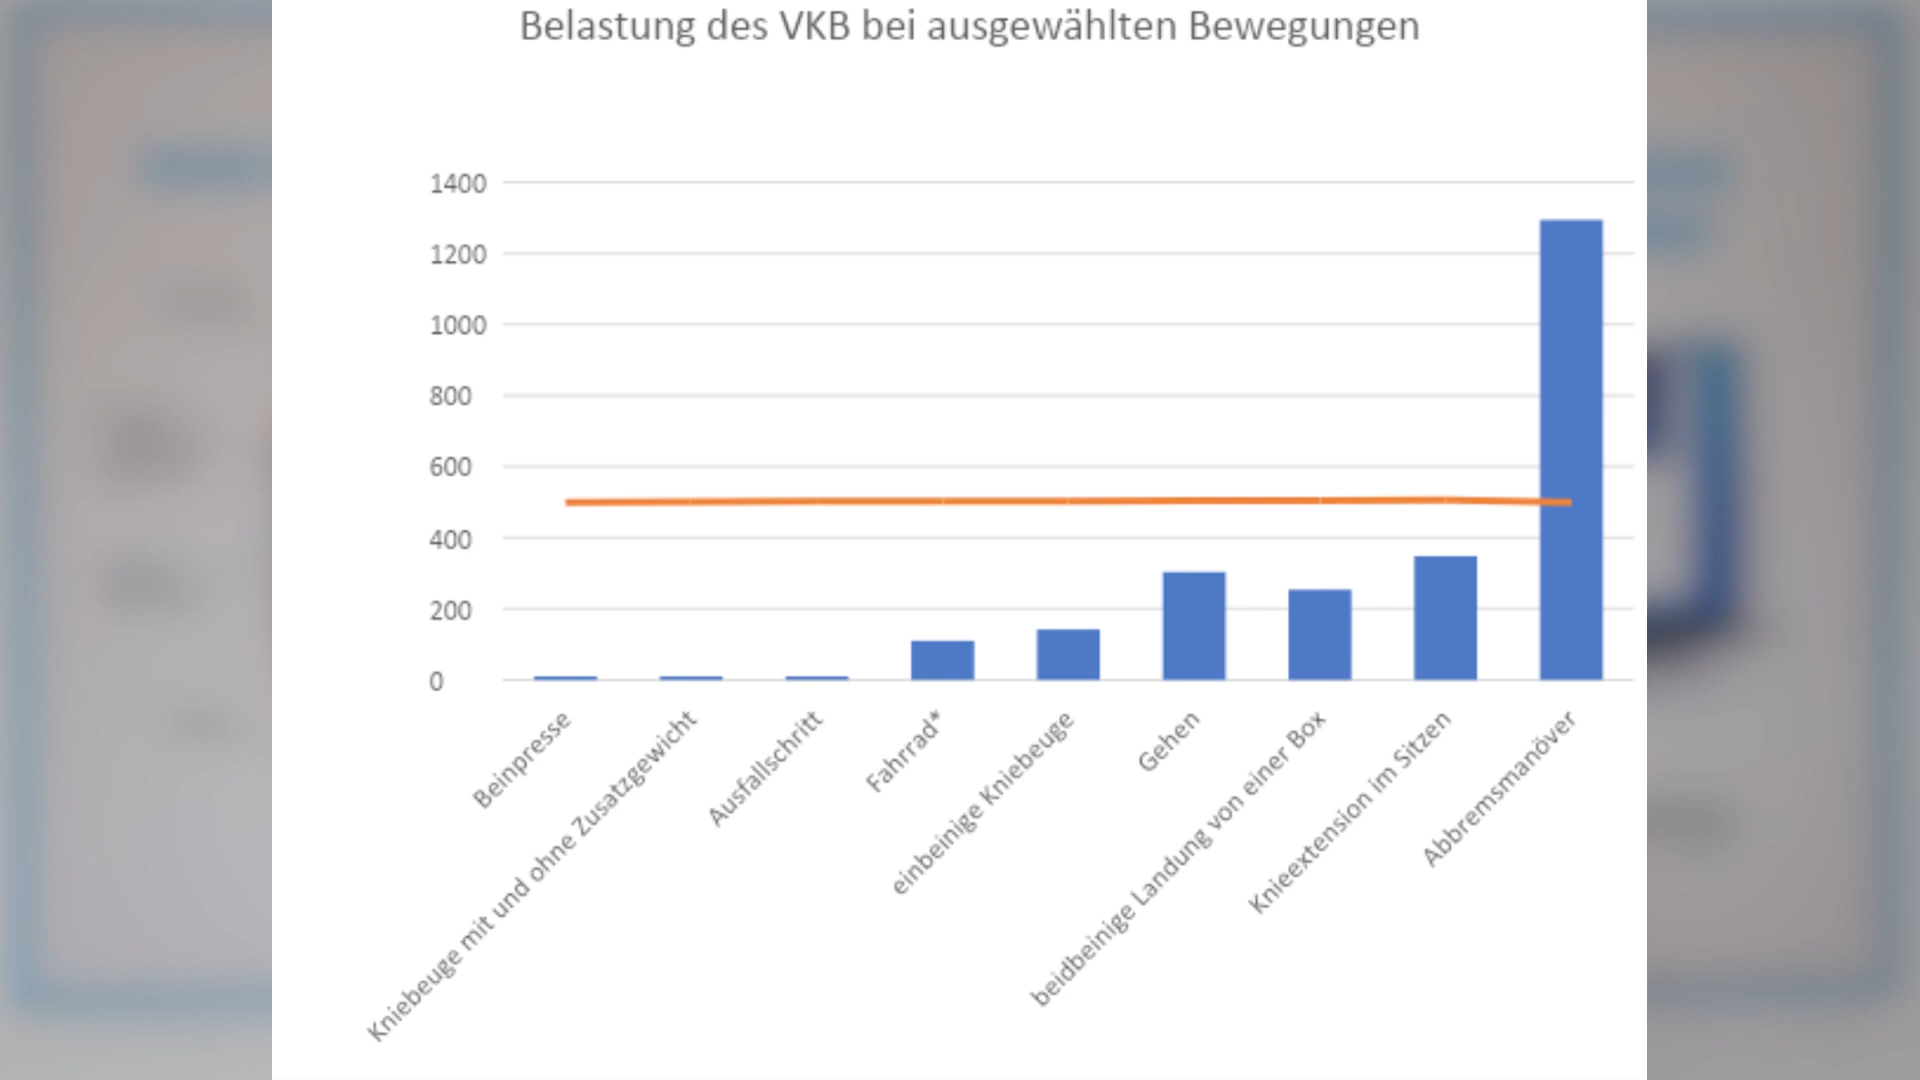 Belastung des VKB bei ausgewählten Bewegungen
1400
1200
1000
800
600
400
200
0
Beinpresse
Kniebeuge mit und ohne Zusatzgewicht
Ausfallschritt
Fahrrad*
einbeinige Kniebeuge
Gehen
beidbeinige Landung von einer Box
Knieextension im Sitzen
Abbremsmanöver